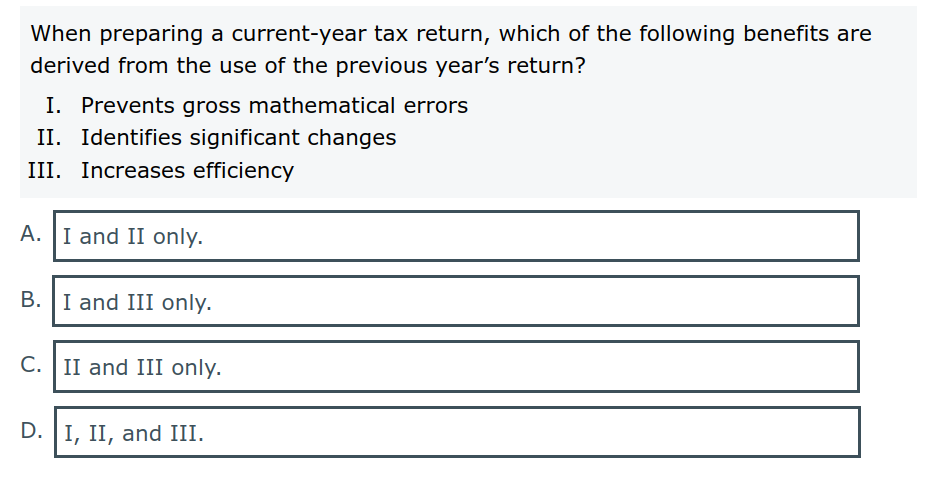 When preparing a current-year tax return, which of the following benefits are
derived from the use of the previous year’s return?
I. Prevents gross mathematical errors
II. Identifies significant changes
III. Increases efficiency
A. I and II only.
B. I and III only.
C. II and III only.
D. I, II, and III.